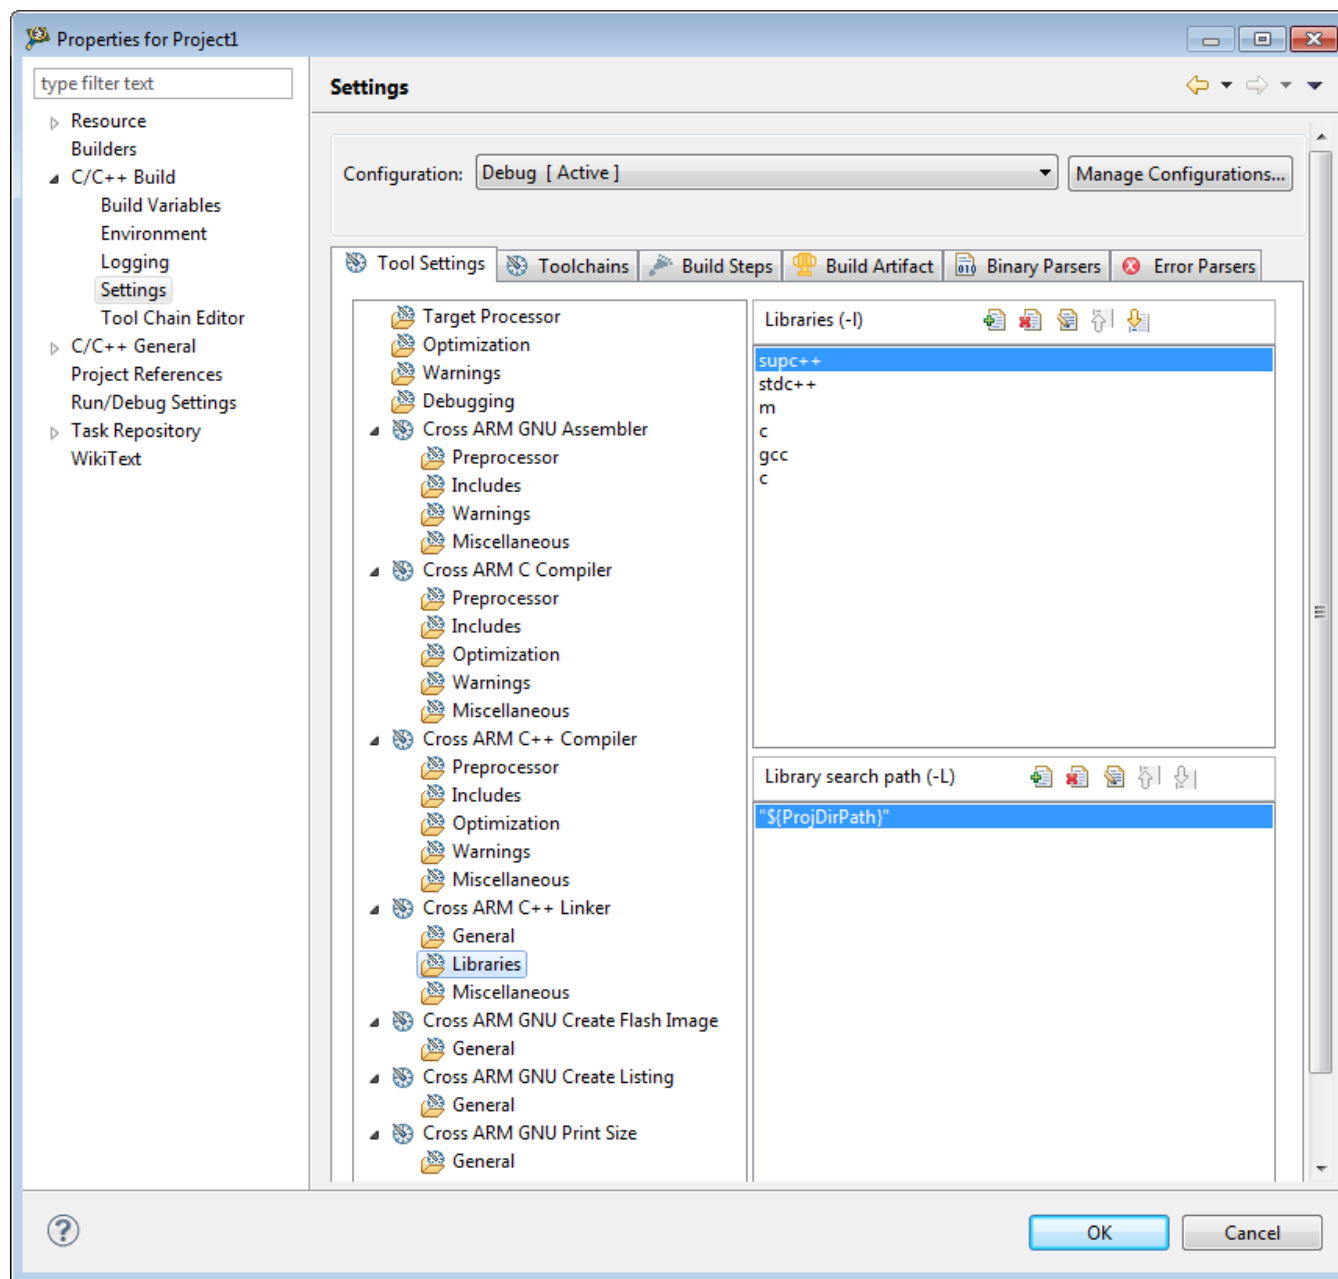 Properties for Project1
type filter text
Resource
Builders
C/C++ Build
Build Variables
Environment
Logging
Settings
Tool Chain Editor
C/C++ General
Project References
Run/Debug Settings
Task Repository
WikiText
Settings
Configuration: Debug [ Active ] Manage Configurations...
Tool Settings Toolchains Build Steps Build Artifact 010 Binary Parsers Error Parsers
Target Processor
Optimization
Warnings
Debugging
Cross ARM GNU Assembler
Preprocessor
Includes
Warnings
Miscellaneous
Cross ARM C Compiler
Preprocessor
Includes
Optimization
Warnings
Miscellaneous
Cross ARM C++ Compiler
Preprocessor
Includes
Optimization
Warnings
Miscellaneous
Cross ARM C++ Linker
General
Libraries
Miscellaneous
Cross ARM GNU Create Flash Image
General
Cross ARM GNU Create Listing
General
Cross ARM GNU Print Size
General
Libraries (-l)
supc++
stdc++
m
c
gcc
c
Library search path (-L)
"${ProjDirPath}"
OK Cancel